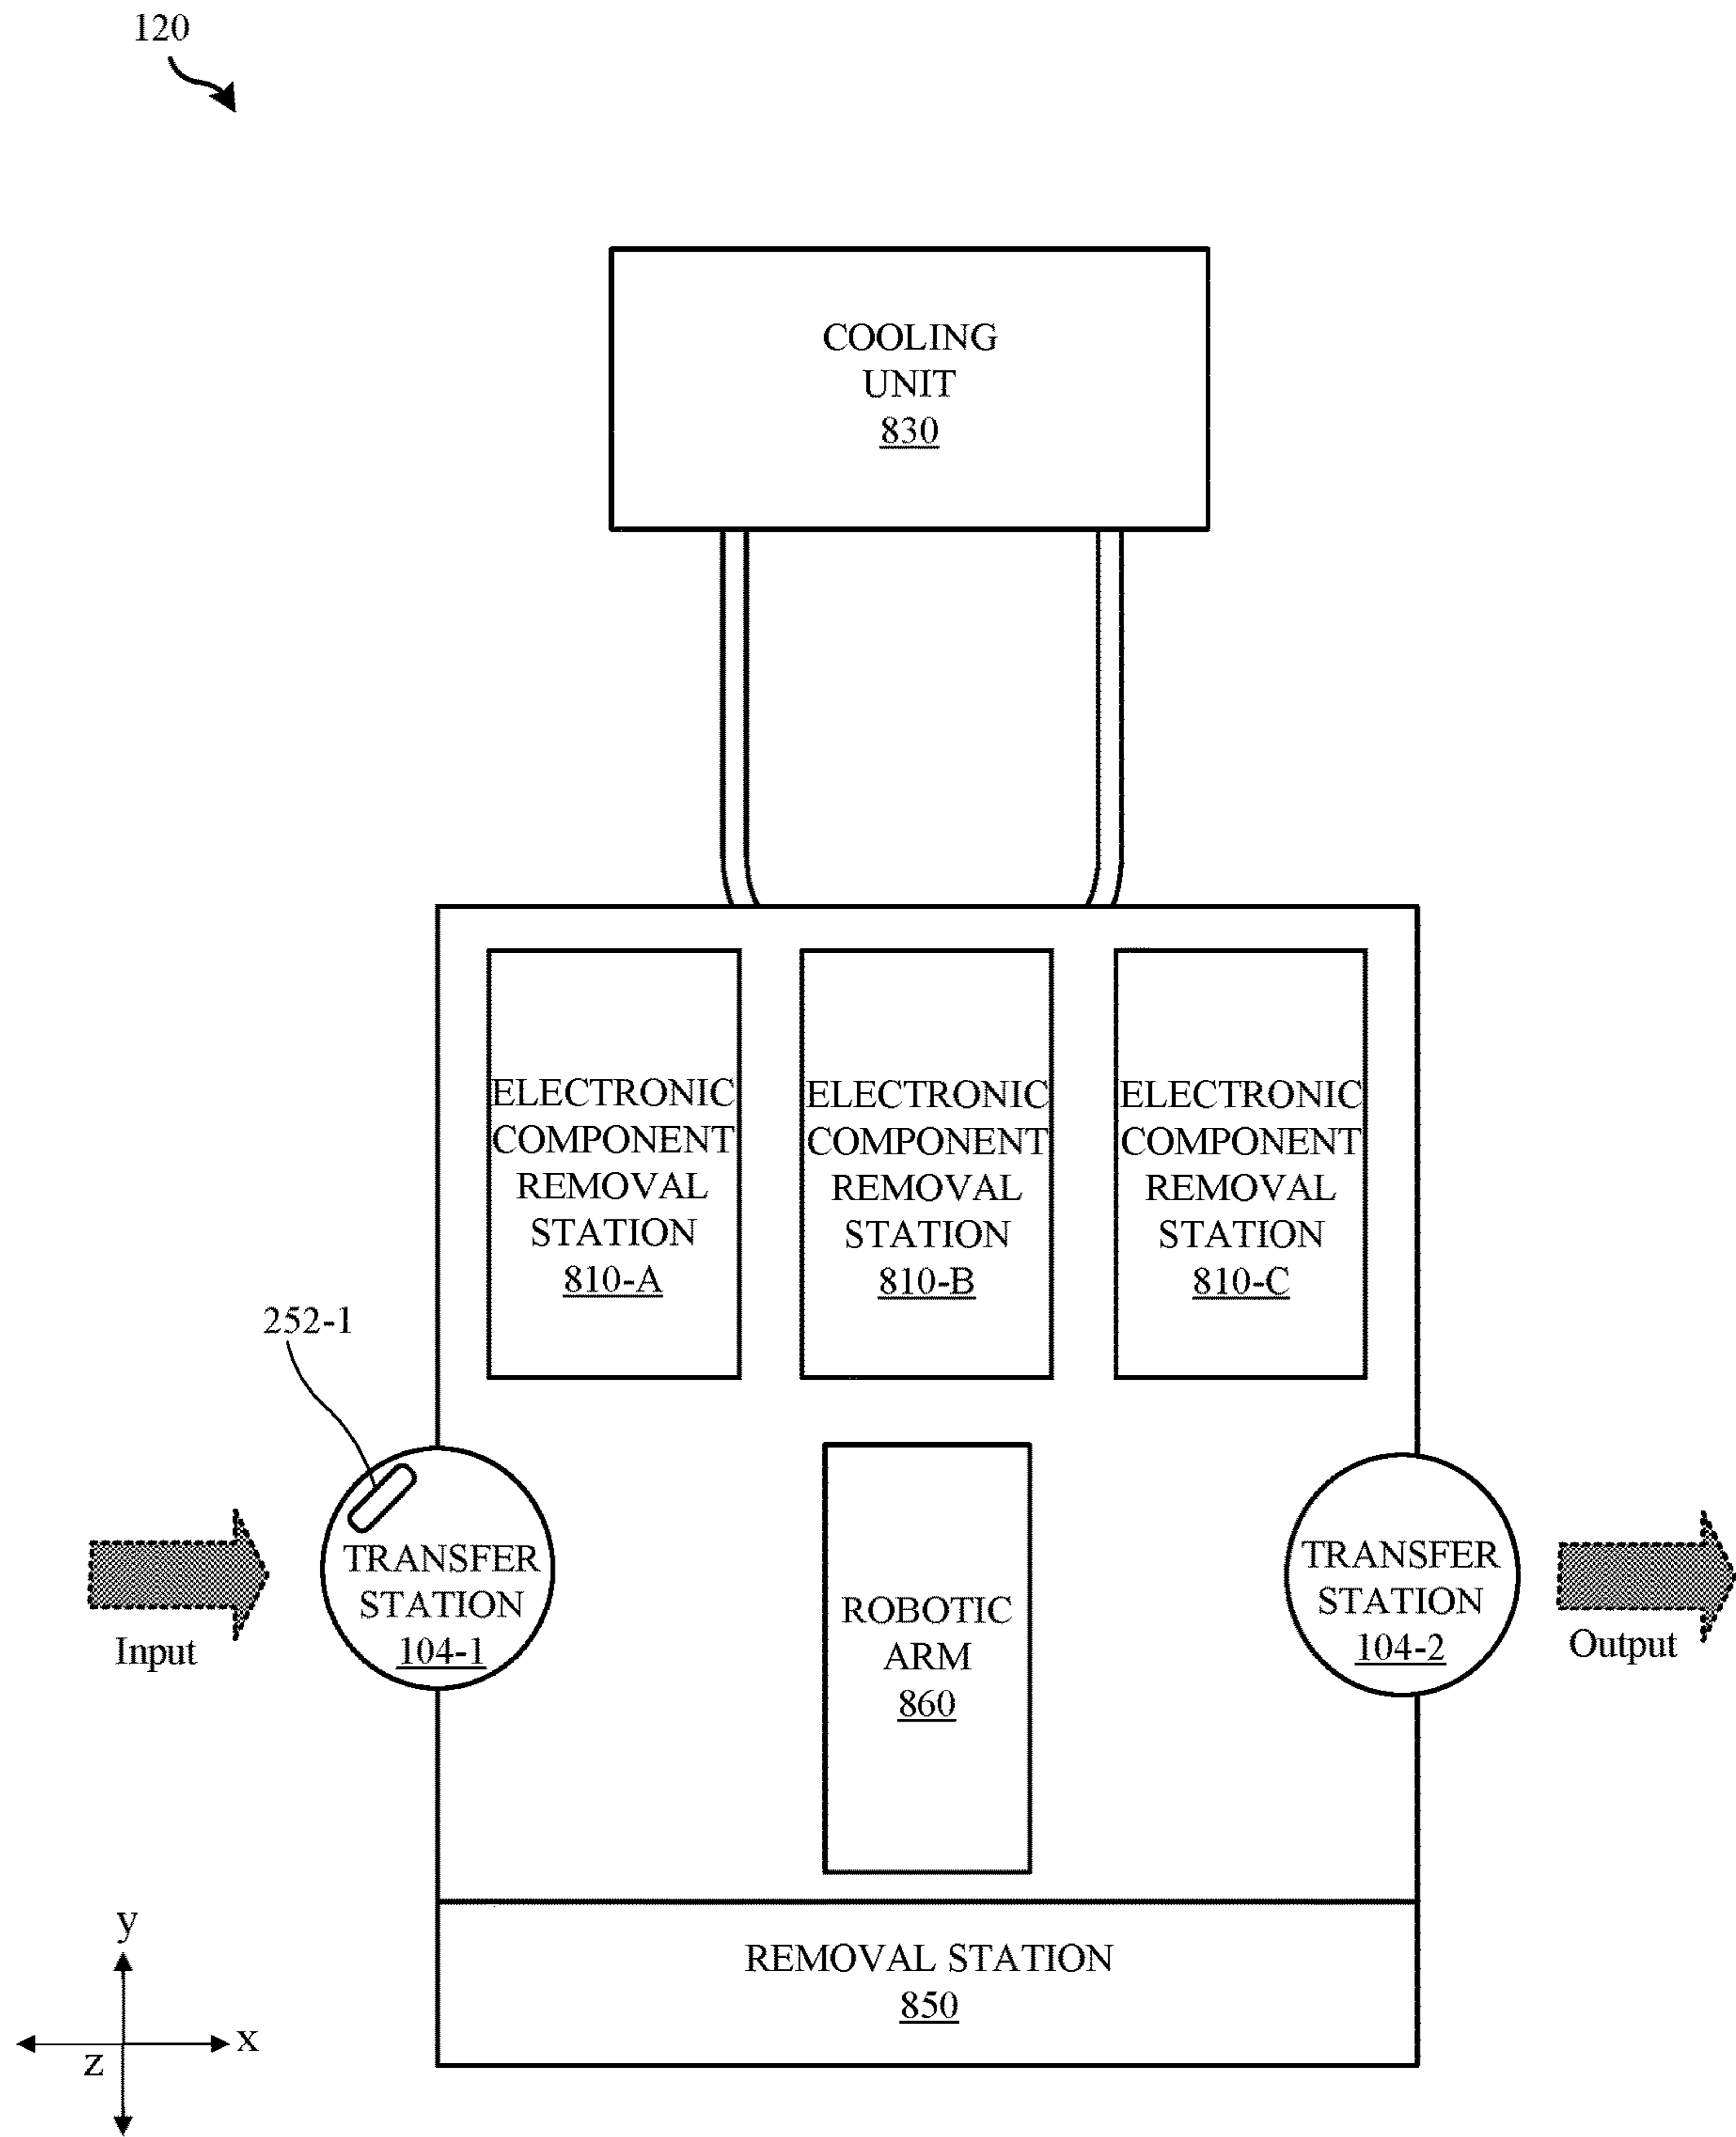 120
COOLING
UNIT
830
ELECTRONIC
COMPONENT
REMOVAL
STATION
810-A
ELECTRONIC
COMPONENT
REMOVAL
STATION
810-B
ELECTRONIC
COMPONENT
REMOVAL
STATION
810-C
252-1
Input
TRANSFER
STATION
104-1
ROBOTIC
ARM
860
TRANSFER
STATION
104-2
Output
REMOVAL STATION
850
y
x
z